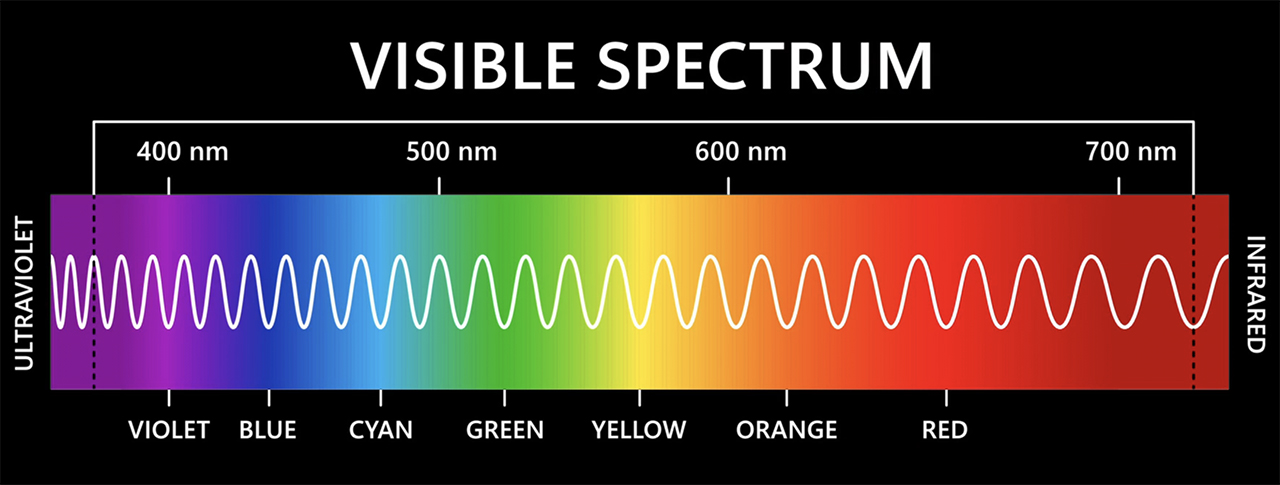 VISIBLE SPECTRUM
400 nm 500 nm 600 nm 700 nm
ULTRAVIOLET
INFRARED
VIOLET BLUE CYAN GREEN YELLOW ORANGE RED